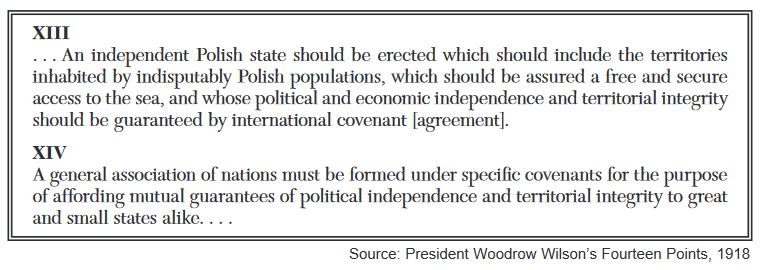 XIII
. . . An independent Polish state should be erected which should include the territories
inhabited by indisputably Polish populations, which should be assured a free and secure
access to the sea, and whose political and economic independence and territorial integrity
should be guaranteed by international covenant [agreement].
XIV
A general association of nations must be formed under specific covenants for the purpose
of affording mutual guarantees of political independence and territorial integrity to great
and small states alike. . . .
Source: President Woodrow Wilson's Fourteen Points, 1918